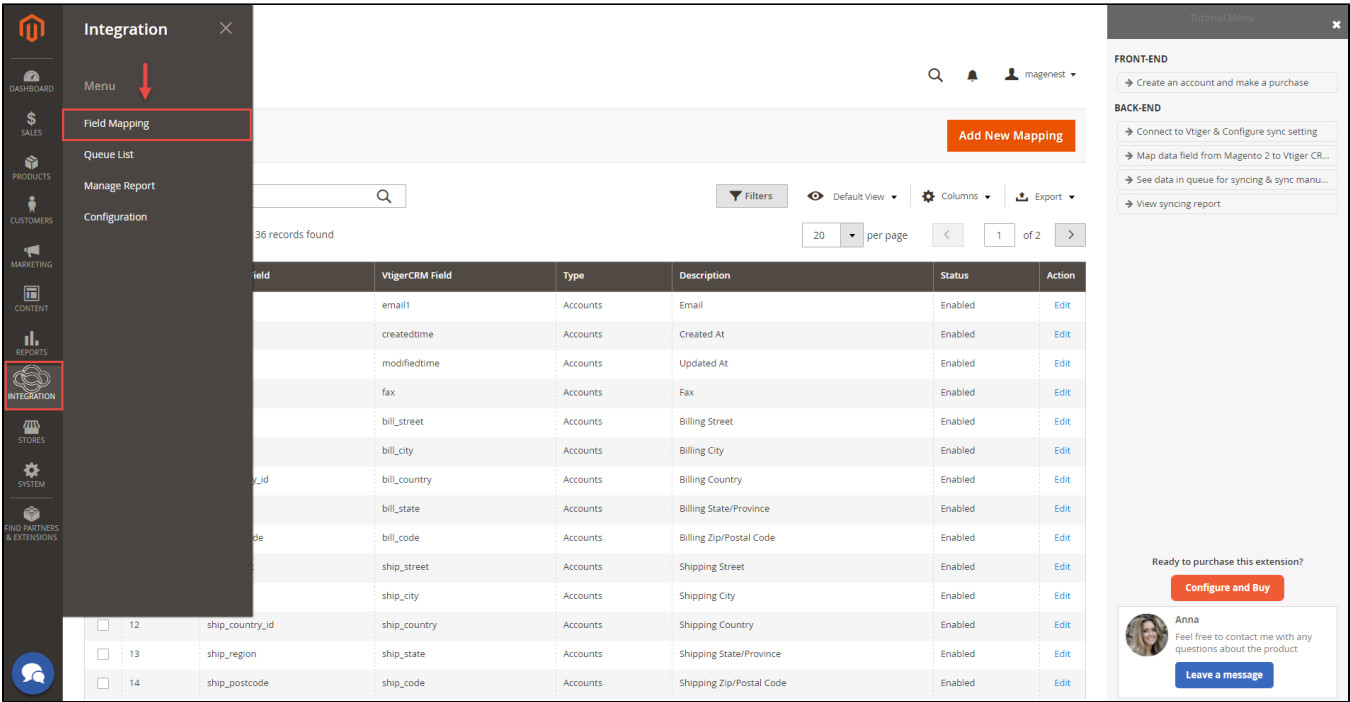 Integration
Menu
Field Mapping
Queue List
Manage Report
Configuration
DASHBOARD
SALES
PRODUCTS
CUSTOMERS
MARKETING
CONTENT
REPORTS
INTEGRATION
STORES
SYSTEM
FIND PARTNERS
& EXTENSIONS
magenest
Add New Mapping
Filters
Default View
Columns
Export
36 records found
20 per page
1 of 2
ield VtigerCRM Field Type Description Status Action
email1 Accounts Email Enabled Edit
createdtime Accounts Created At Enabled Edit
modifiedtime Accounts Updated At Enabled Edit
fax Accounts Fax Enabled Edit
bill_street Accounts Billing Street Enabled Edit
bill_city Accounts Billing City Enabled Edit
y_id bill_country Accounts Billing Country Enabled Edit
bill_state Accounts Billing State/Province Enabled Edit
de bill_code Accounts Billing Zip/Postal Code Enabled Edit
ship_street Accounts Shipping Street Enabled Edit
ship_city Accounts Shipping City Enabled Edit
12 ship_country_id ship_country Accounts Shipping Country Enabled Edit
13 ship_region ship_state Accounts Shipping State/Province Enabled Edit
14 ship_postcode ship_code Accounts Shipping Zip/Postal Code Enabled Edit
Tutorial Menu
FRONT-END
Create an account and make a purchase
BACK-END
Connect to Vtiger & Configure sync setting
Map data field from Magento 2 to Vtiger CR...
See data in queue for syncing & sync manu...
View syncing report
Ready to purchase this extension?
Configure and Buy
Anna
Feel free to contact me with any
questions about the product
Leave a message